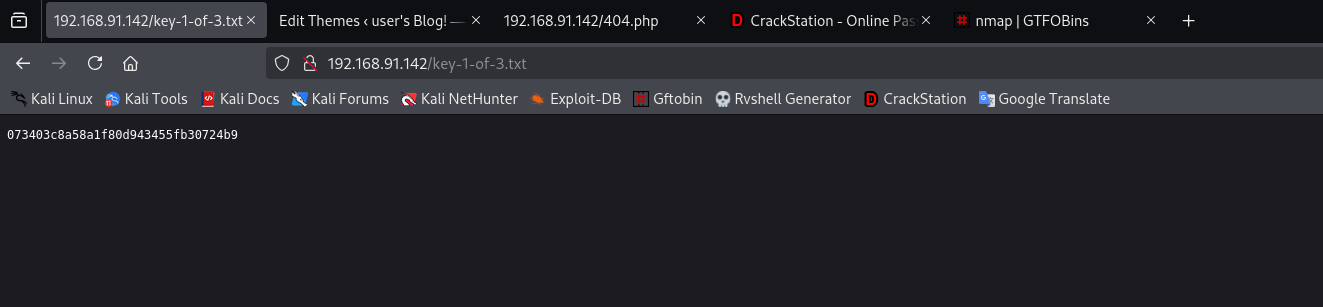 192.168.91.142/key-1-of-3.txt Edit Themes ‹ user's Blog! — 192.168.91.142/404.php CrackStation - Online Pas nmap | GTFOBins
192.168.91.142/key-1-of-3.txt
Kali Linux Kali Tools Kali Docs Kali Forums Kali NetHunter Exploit-DB Gftobin Rvshell Generator CrackStation Google Translate
073403c8a58a1f80d943455fb30724b9